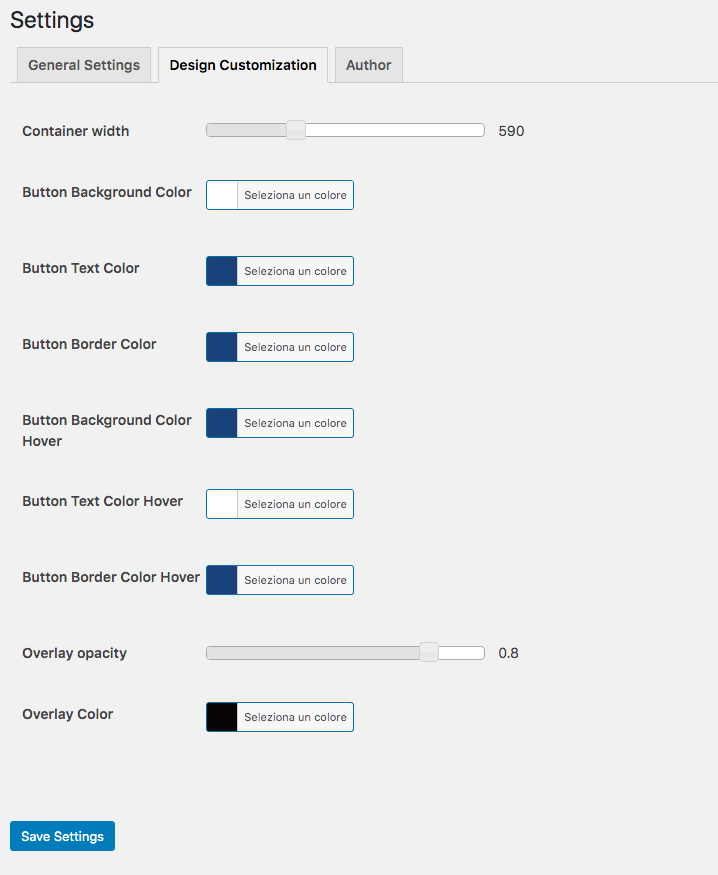 Settings
General Settings Design Customization Author
Container width 590
Button Background Color Seleziona un colore
Button Text Color Seleziona un colore
Button Border Color Seleziona un colore
Button Background Color Seleziona un colore
Hover
Button Text Color Hover Seleziona un colore
Button Border Color Hover Seleziona un colore
Overlay opacity 0.8
Overlay Color Seleziona un colore
Save Settings